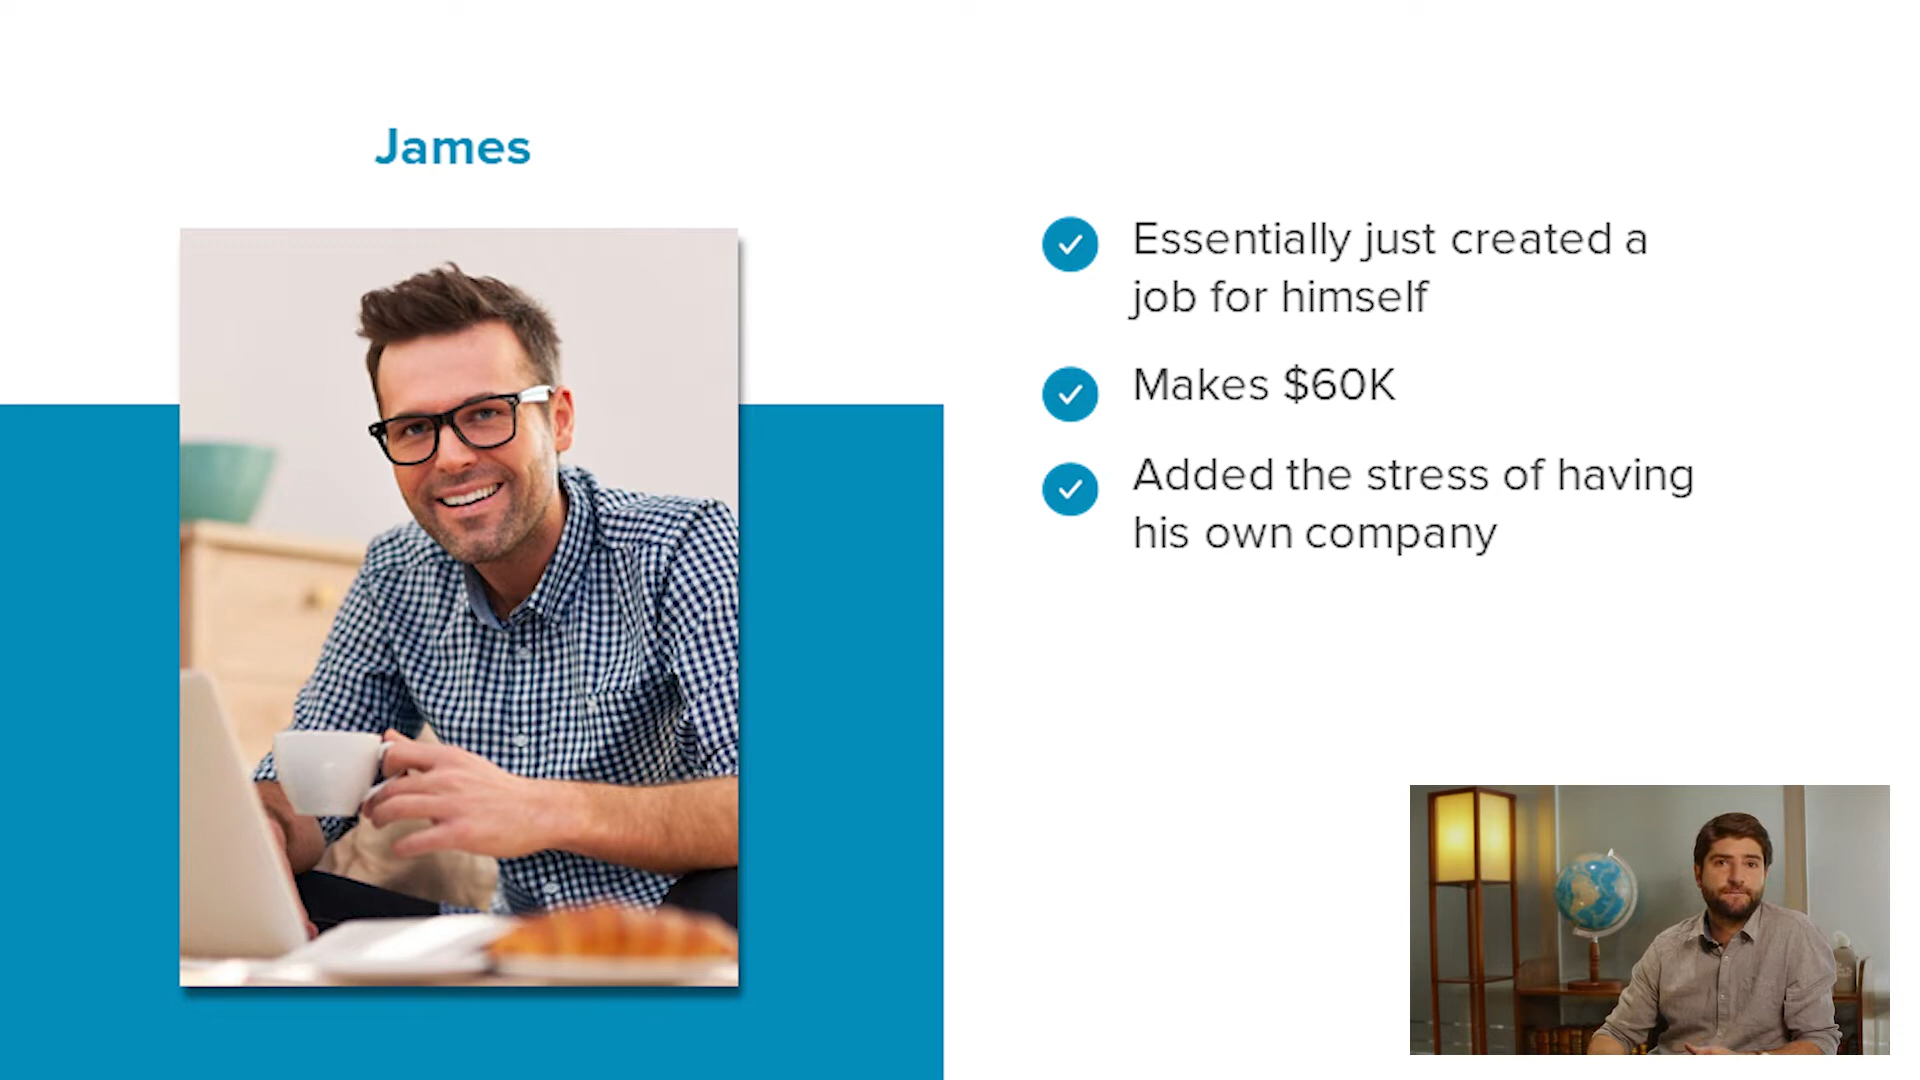 James
Essentially just created a
job for himself
Makes $60K
Added the stress of having
his own company